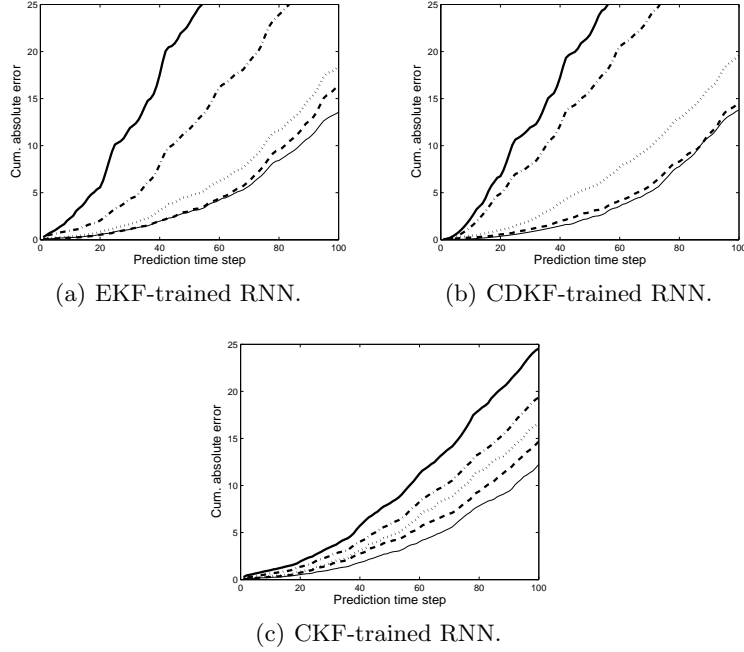 25
20
15
10
5
0
Cum. absolute error
0 20 40 60 80 100
Prediction time step
(a) EKF-trained RNN.
25
20
15
10
5
0
Cum. absolute error
0 20 40 60 80 100
Prediction time step
(b) CDKF-trained RNN.
25
20
15
10
5
0
Cum. absolute error
0 20 40 60 80 100
Prediction time step
(c) CKF-trained RNN.